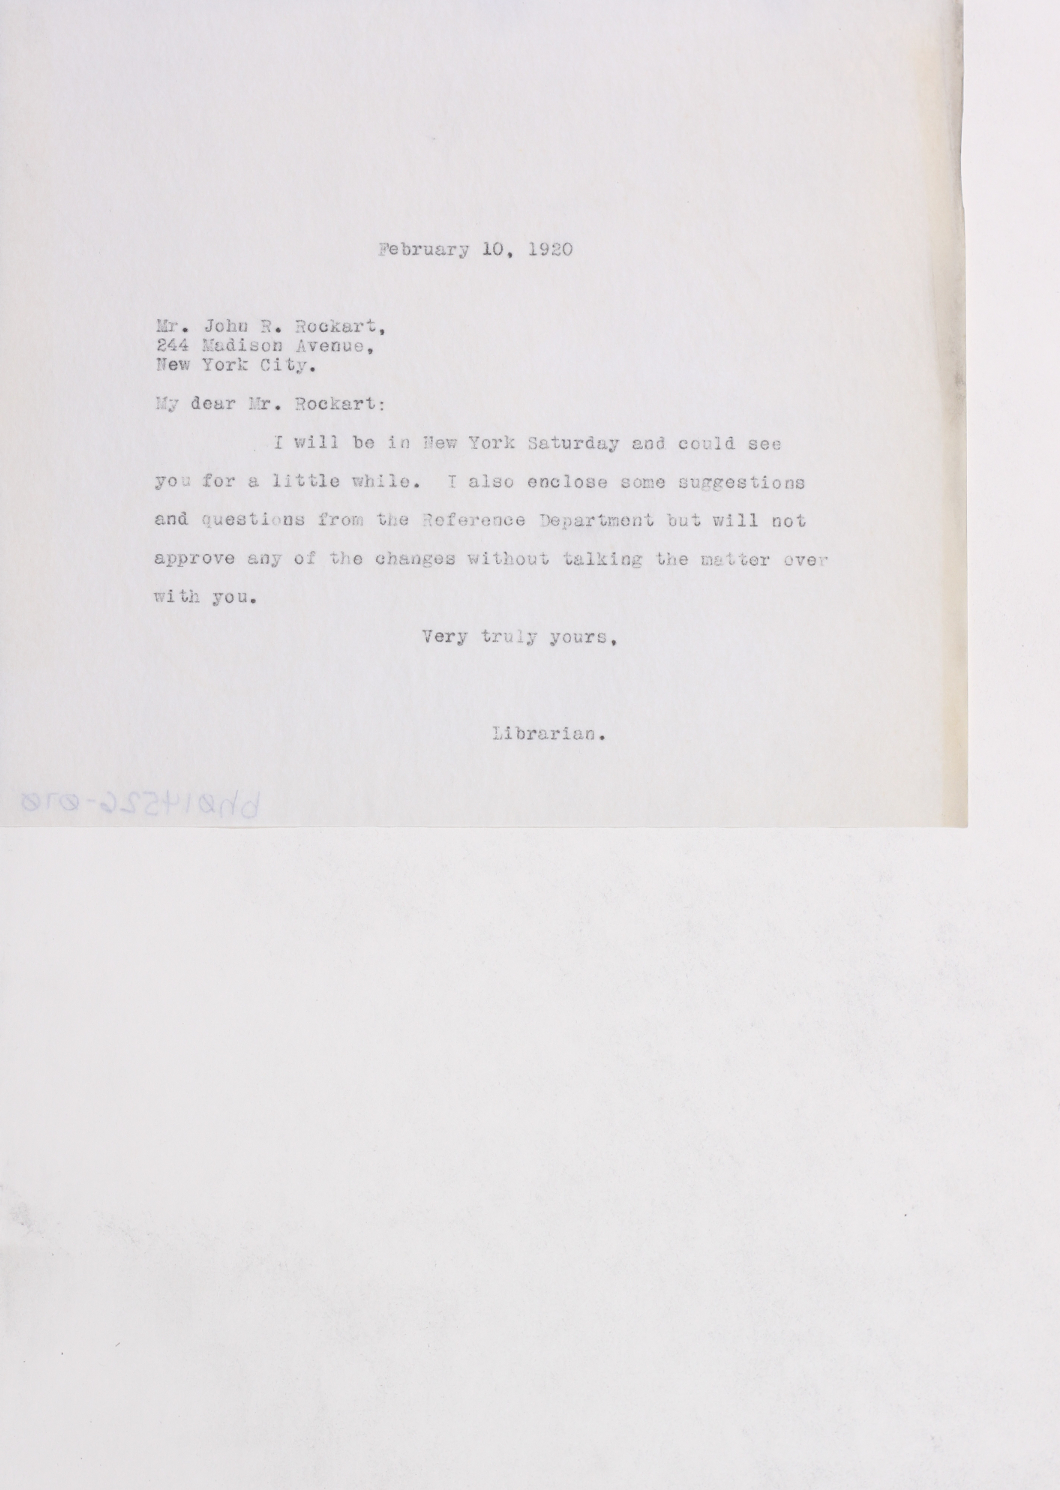 February 10, 1920
Mr. John R. Rockart,
244 Madison Avenue,
New York City.
My dear Mr. Rockart:
I will be in New York Saturday and could see
you for a little while. I also enclose some suggestions
and questions from the Reference Department but will not
approve any of the changes without talking the matter over
with you.
Very truly yours,
Librarian.
bh014526-070